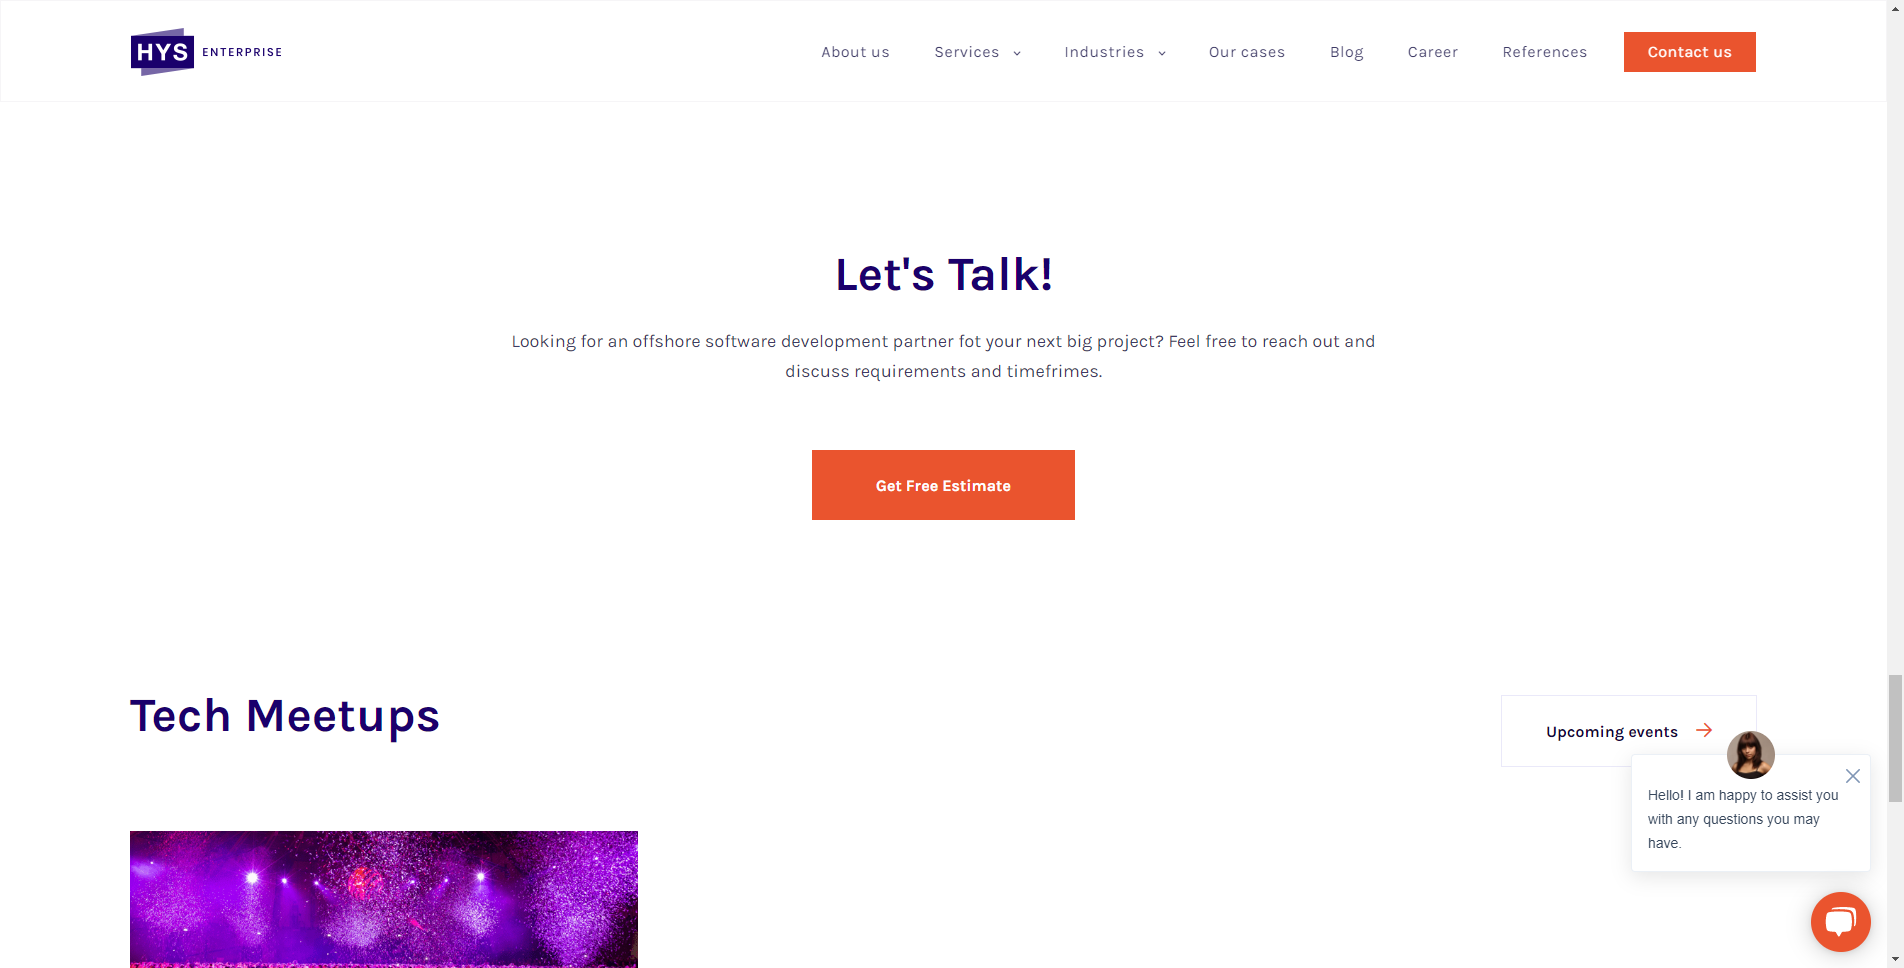 HYS ENTERPRISE
About us Services Industries Our cases Blog Career References Contact us
Let's Talk!
Looking for an offshore software development partner fot your next big project? Feel free to reach out and
discuss requirements and timefrimes.
Get Free Estimate
Tech Meetups
Upcoming events
Hello! I am happy to assist you
with any questions you may
have.